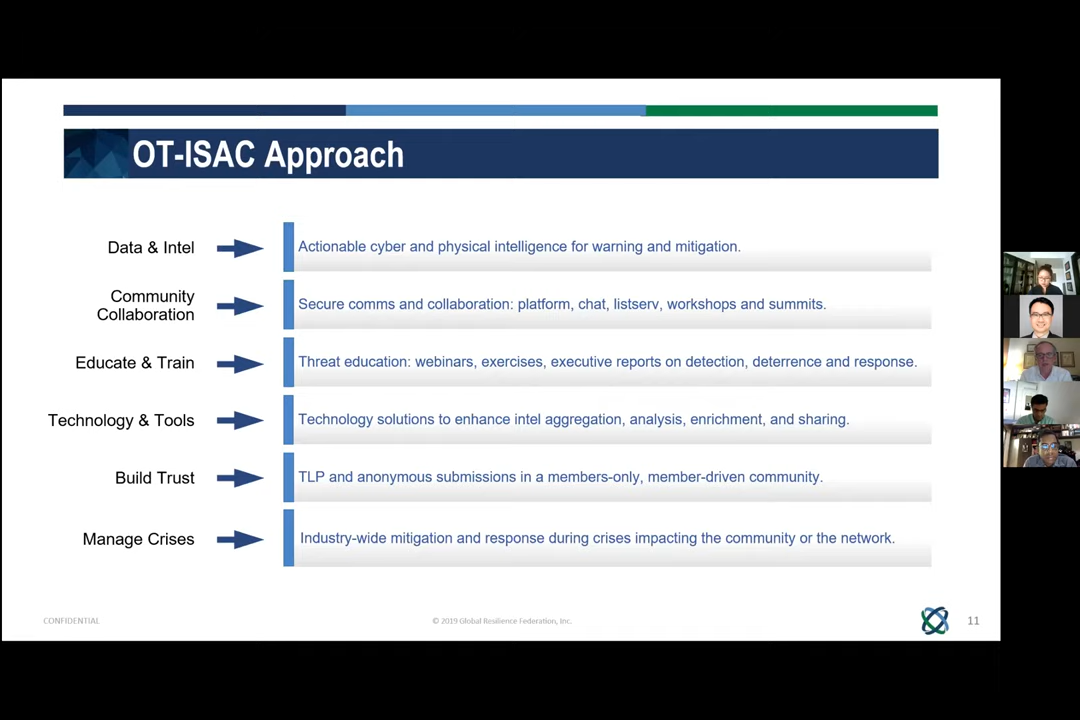 OT-ISAC Approach
Data & Intel
Actionable cyber and physical intelligence for warning and mitigation.
Community
Collaboration
Secure comms and collaboration: platform, chat, listserv, workshops and summits.
Educate & Train
Threat education: webinars, exercises, executive reports on detection, deterrence and response.
Technology & Tools
Technology solutions to enhance intel aggregation, analysis, enrichment, and sharing.
Build Trust
TLP and anonymous submissions in a members-only, member-driven community.
Manage Crises
Industry-wide mitigation and response during crises impacting the community or the network.
CONFIDENTIAL
© 2019 Global Resilience Federation, Inc.
11